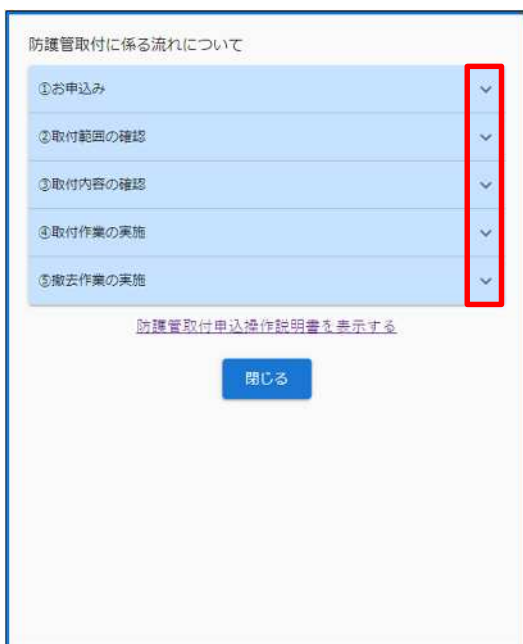 防護管取付に係る流れについて
①お申込み
②取付範囲の確認
③取付内容の確認
④取付作業の実施
⑤撤去作業の実施
防護管取付申込操作説明書を表示する
閉じる